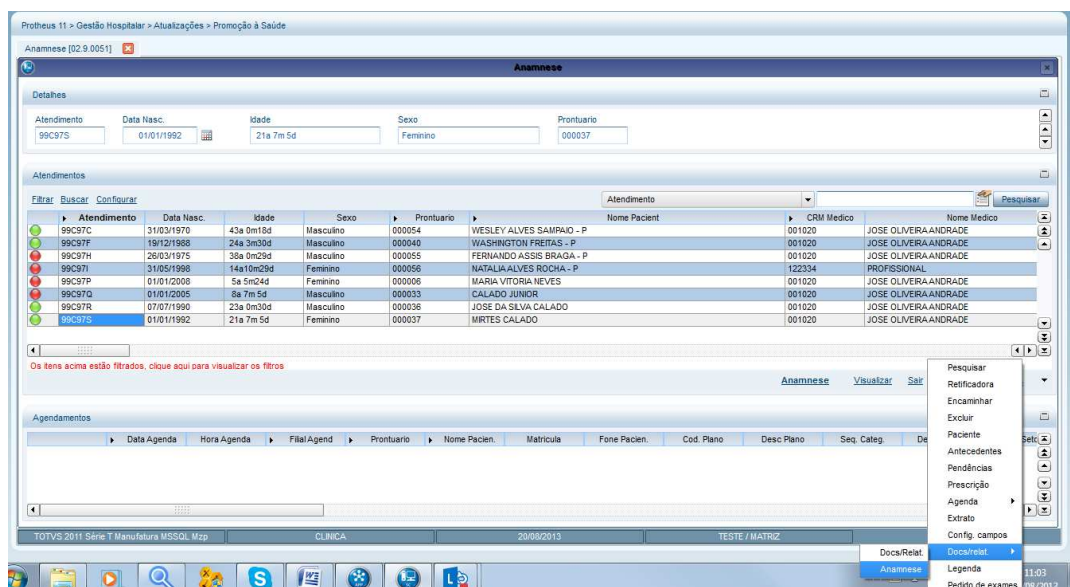 Protheus 11 > Gestão Hospitalar > Atualizações > Promoção à Saúde
Anamnese [02.9.0051]
Anamnese
Detalhes
Atendimento Data Nasc. Idade Sexo Prontuario
99C97S 01/01/1992 21a 7m 5d Feminino 000037
Atendimentos
Filtrar Buscar Configurar Atendimento Pesquisar
Atendimento Data Nasc. Idade Sexo Prontuario Nome Pacient CRM Medico Nome Medico
99C97C 31/03/1970 43a 0m18d Masculino 000054 WESLEY ALVES SAMPAIO - P 001020 JOSE OLIVEIRA ANDRADE
99C97F 19/12/1988 24a 3m30d Masculino 000040 WASHINGTON FREITAS - P 001020 JOSE OLIVEIRA ANDRADE
99C97H 26/03/1975 38a 0m29d Masculino 000055 FERNANDO ASSIS BRAGA - P 001020 JOSE OLIVEIRA ANDRADE
99C97I 31/05/1998 14a10m29d Feminino 000056 NATALIA ALVES ROCHA - P 122334 PROFISSIONAL
99C97P 01/01/2008 5a 5m24d Feminino 000006 MARIA VITORIA NEVES 001020 JOSE OLIVEIRA ANDRADE
99C97Q 01/01/2005 8a 7m 5d Masculino 000033 CALADO JUNIOR 001020 JOSE OLIVEIRA ANDRADE
99C97R 07/07/1990 23a 0m30d Masculino 000036 JOSE DA SILVA CALADO 001020 JOSE OLIVEIRA ANDRADE
99C97S 01/01/1992 21a 7m 5d Feminino 000037 MIRTES CALADO 001020 JOSE OLIVEIRA ANDRADE
Os itens acima estão filtrados, clique aqui para visualizar os filtros
Anamnese Visualizar Sair
Agendamentos
Data Agenda Hora Agenda Filial Agend Prontuario Nome Pacien. Matricula Fone Pacien. Cod. Plano Desc Plano Seq. Categ. De Seto
Pesquisar
Retificadora
Encaminhar
Excluir
Paciente
Antecedentes
Pendências
Prescrição
Agenda
Extrato
Config. campos
Docs/relat.
Legenda
Pedido de exames
Docs/Relat.
Anamnese
TOTVS 2011 Série T Manufatura MSSQL Mzp CLINICA 20/08/2013 TESTE / MATRIZ
11:03